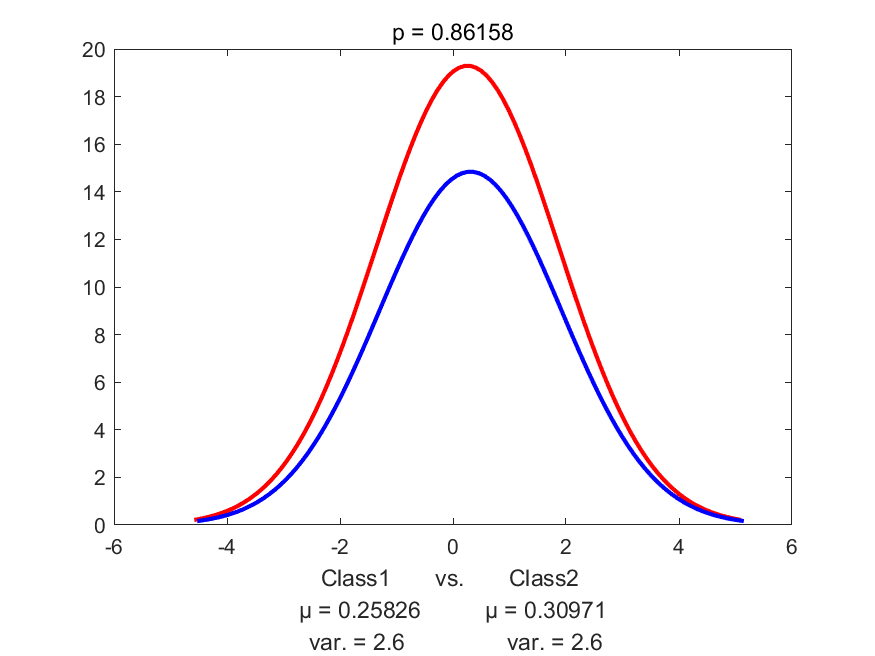 p = 0.86158
20
18
16
14
12
10
8
6
4
2
0
-6 -4 -2 0 2 4 6
Class1 vs. Class2
μ = 0.25826 μ = 0.30971
var. = 2.6 var. = 2.6